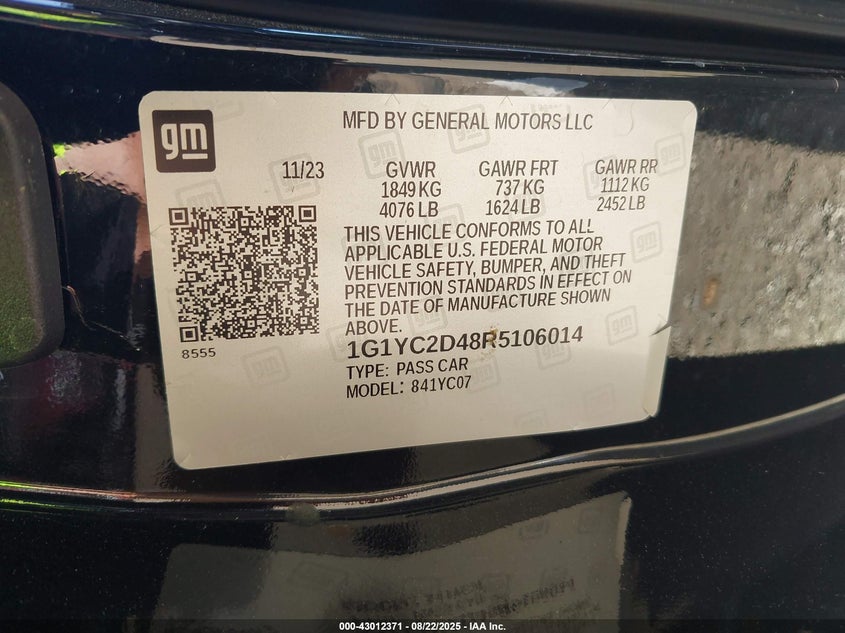 gm
MFD BY GENERAL MOTORS LLC
11/23
GVWR GAWR FRT GAWR RR
1849 KG 737 KG 1112 KG
4076 LB 1624 LB 2452 LB
THIS VEHICLE CONFORMS TO ALL
APPLICABLE U.S. FEDERAL MOTOR
VEHICLE SAFETY, BUMPER, AND THEFT
PREVENTION STANDARDS IN EFFECT ON
THE DATE OF MANUFACTURE SHOWN
ABOVE.
8555
1G1YC2D48R5106014
TYPE: PASS CAR
MODEL: 841YC07
000-43012371 - 08/22/2025 - IAA Inc.